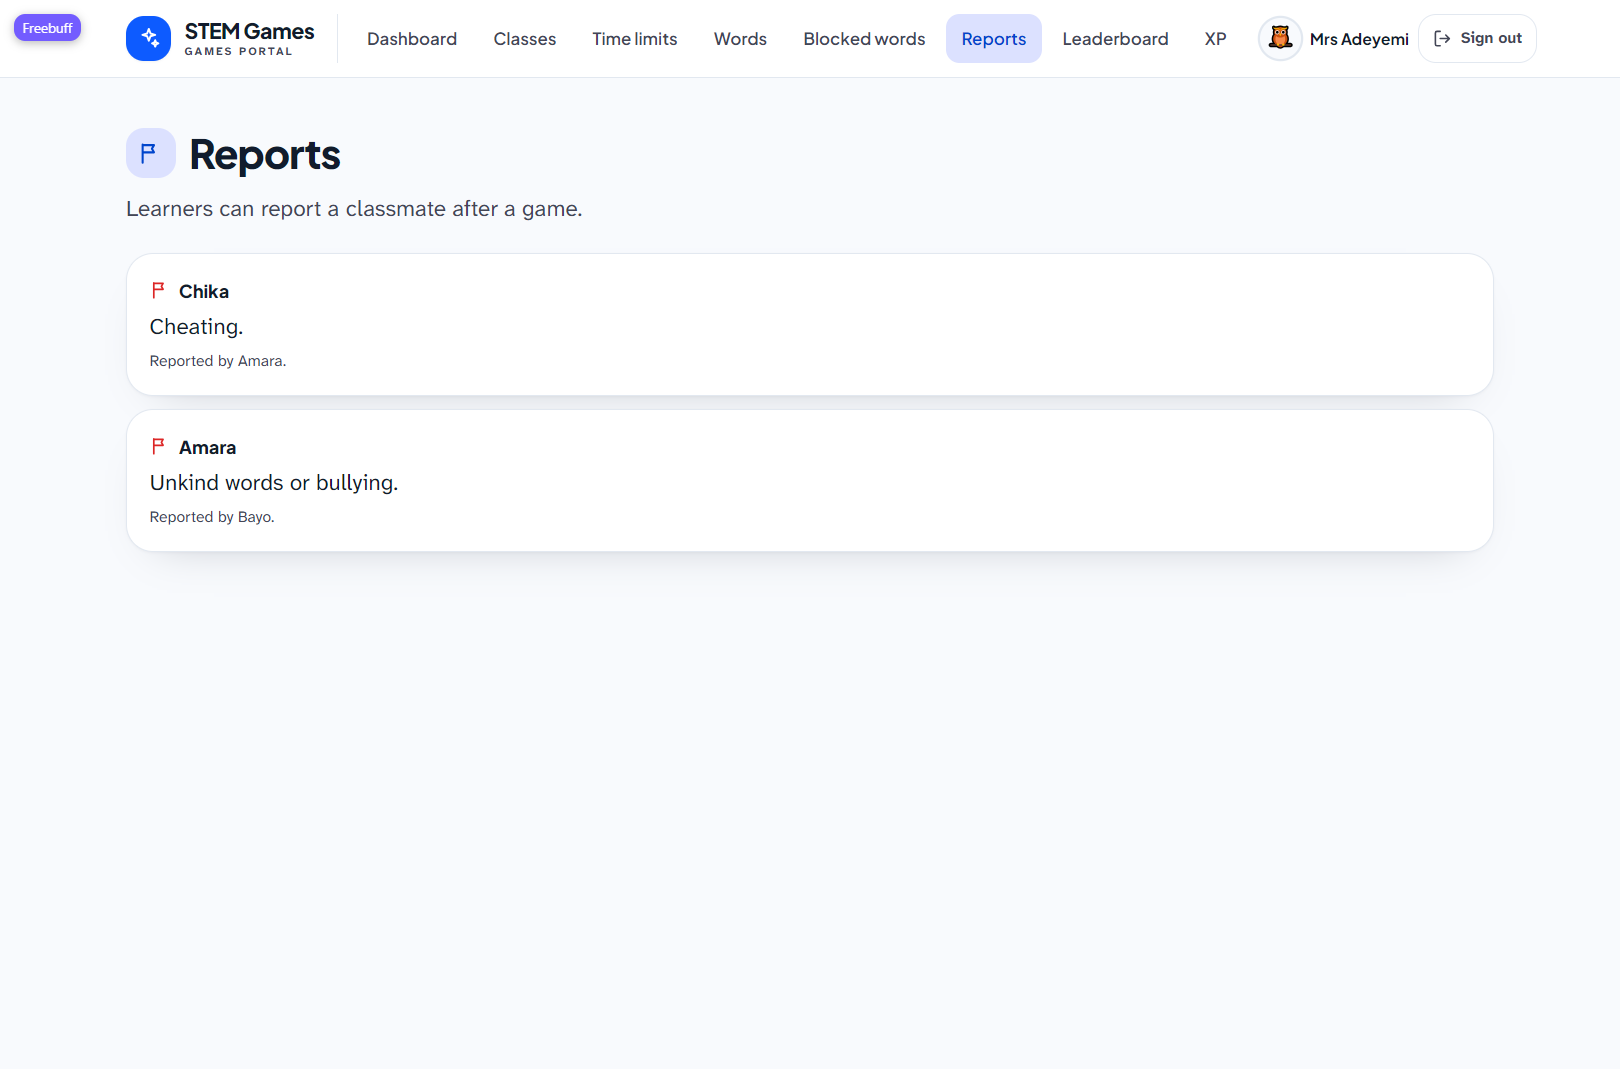 Freebuff
STEM Games
GAMES PORTAL
Dashboard
Classes
Time limits
Words
Blocked words
Reports
Leaderboard
XP
Mrs Adeyemi
Sign out
Reports
Learners can report a classmate after a game.
Chika
Cheating.
Reported by Amara.
Amara
Unkind words or bullying.
Reported by Bayo.